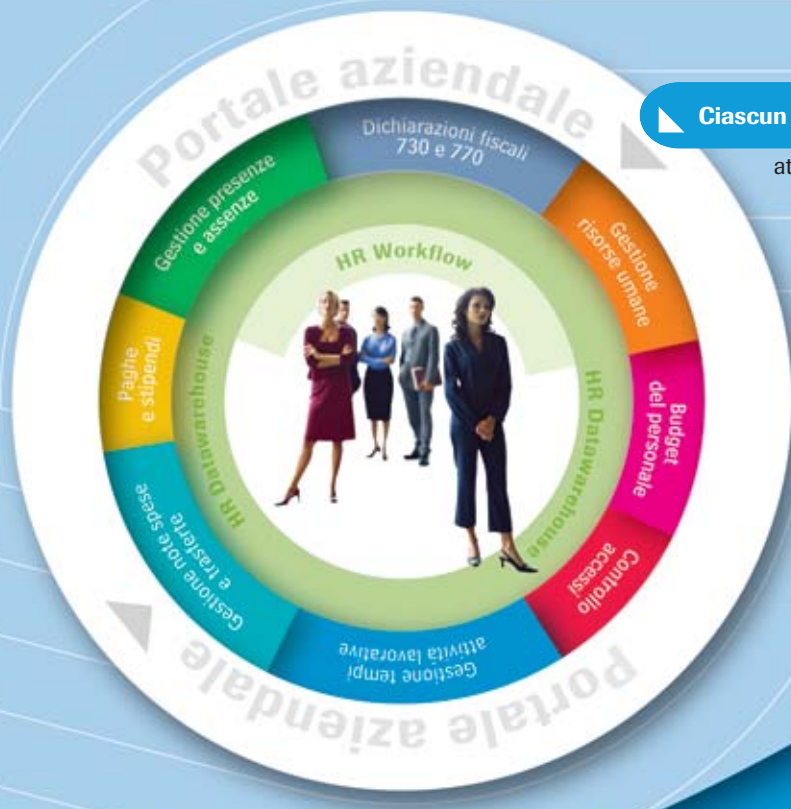 Portale aziendale
Ciascun
at
Dichiarazioni fiscali
730 e 770
Gestione
risorse umane
Budget
del personale
Controllo
accessi
Gestione tempi
attività lavorative
Gestione note spese
e trasferte
Paghe
e stipendi
Gestione presenze
e assenze
HR Workflow
HR Datawarehouse
HR Datawarehouse
Portale aziendale